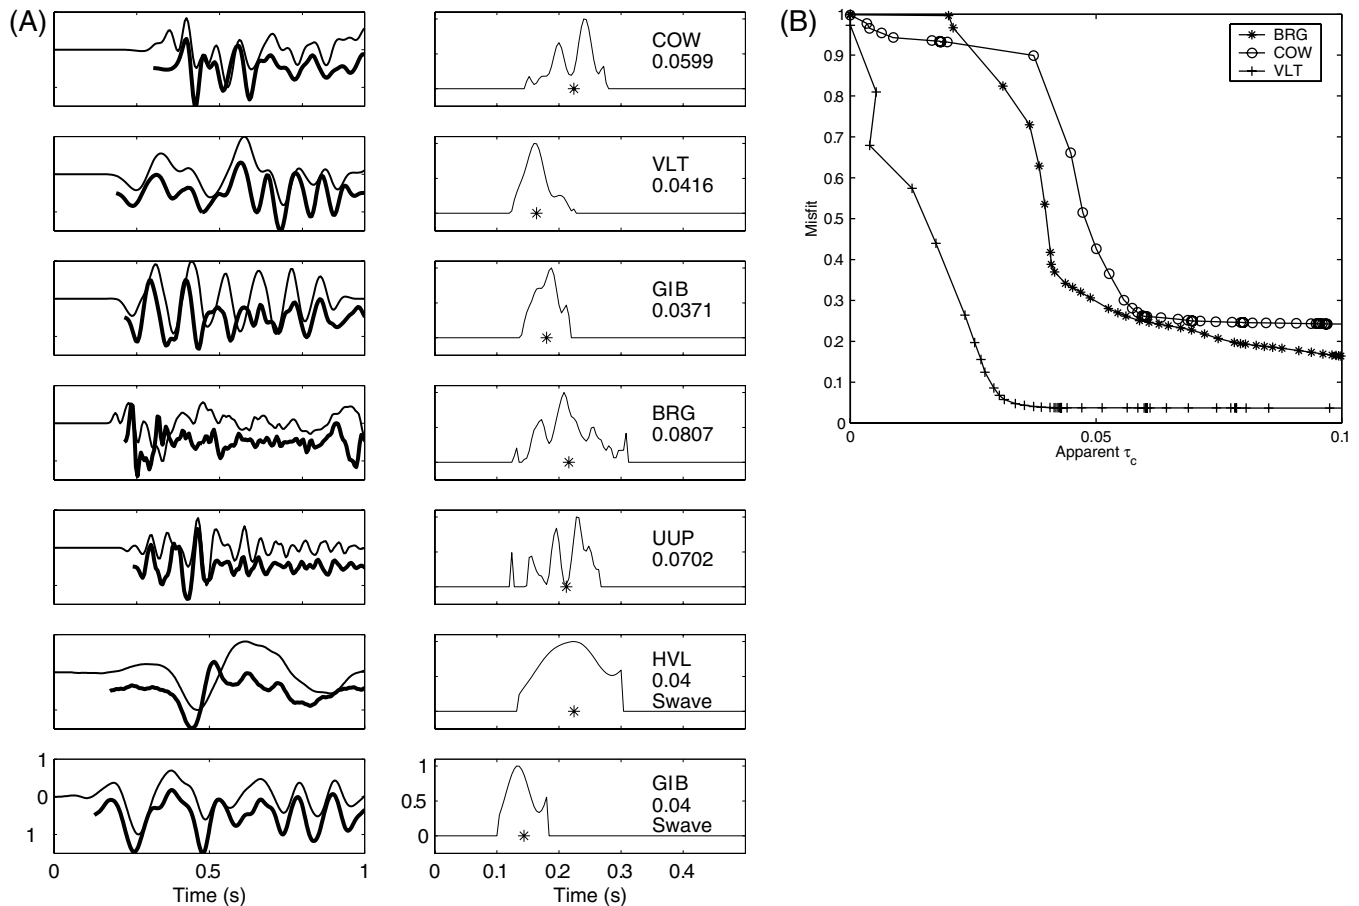 (A)
COW
0.0599
VLT
0.0416
GIB
0.0371
BRG
0.0807
UUP
0.0702
HVL
0.04
Swave
GIB
0.04
Swave
1
0
1
0
0.5
1
Time (s)
1
0.5
0
0
0.1
0.2
0.3
0.4
Time (s)
(B)
1
0.9
0.8
0.7
0.6
0.5
0.4
0.3
0.2
0.1
0
Misfit
0
0.05
0.1
Apparent τc
BRG
COW
VLT